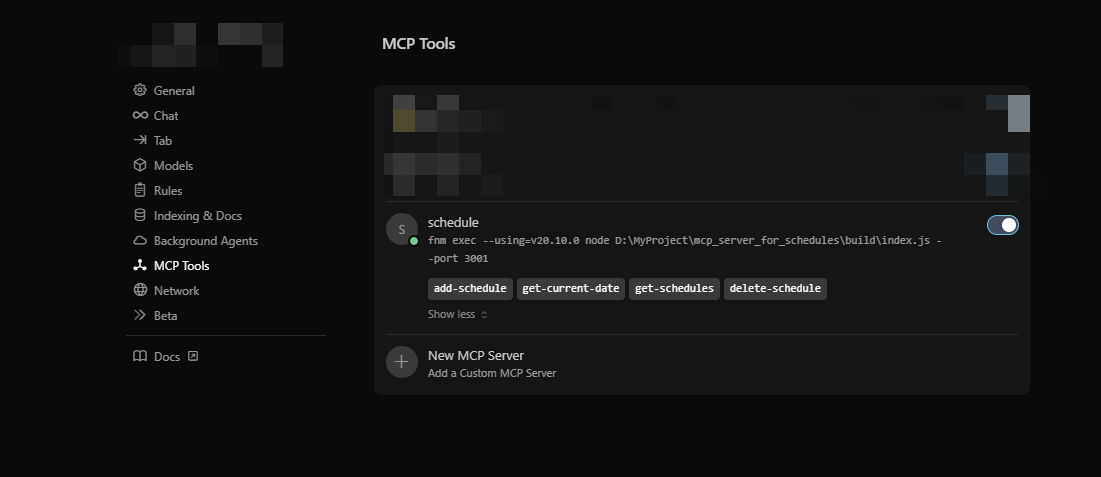 MCP Tools
General
Chat
Tab
Models
Rules
Indexing & Docs
Background Agents
MCP Tools
Network
Beta
Docs
S
schedule
fnm exec --using=v20.10.0 node D:\MyProject\mcp_server_for_schedules\build\index.js -
-port 3001
add-schedule get-current-date get-schedules delete-schedule
Show less
New MCP Server
Add a Custom MCP Server